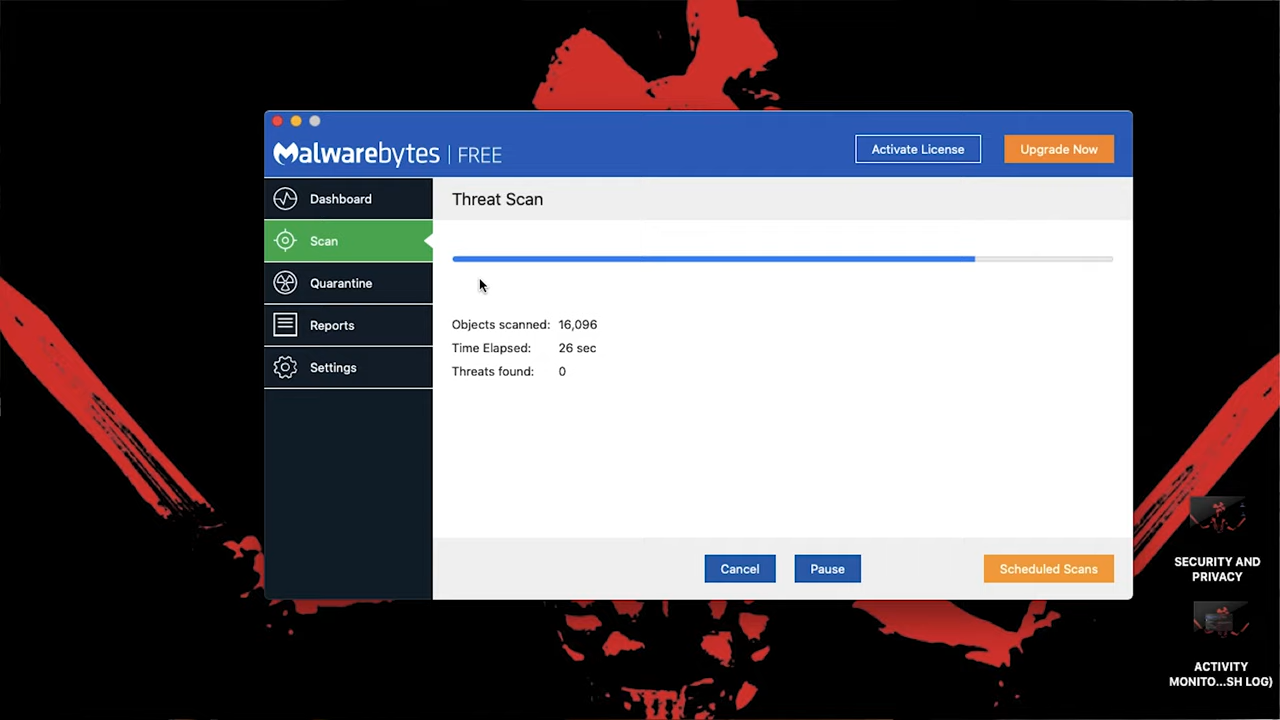 Malwarebytes | FREE
Activate License
Upgrade Now
Dashboard
Scan
Quarantine
Reports
Settings
Threat Scan
Objects scanned: 16,096
Time Elapsed: 26 sec
Threats found: 0
Cancel
Pause
Scheduled Scans
SECURITY AND
PRIVACY
ACTIVITY
MONITO...SH LOG)